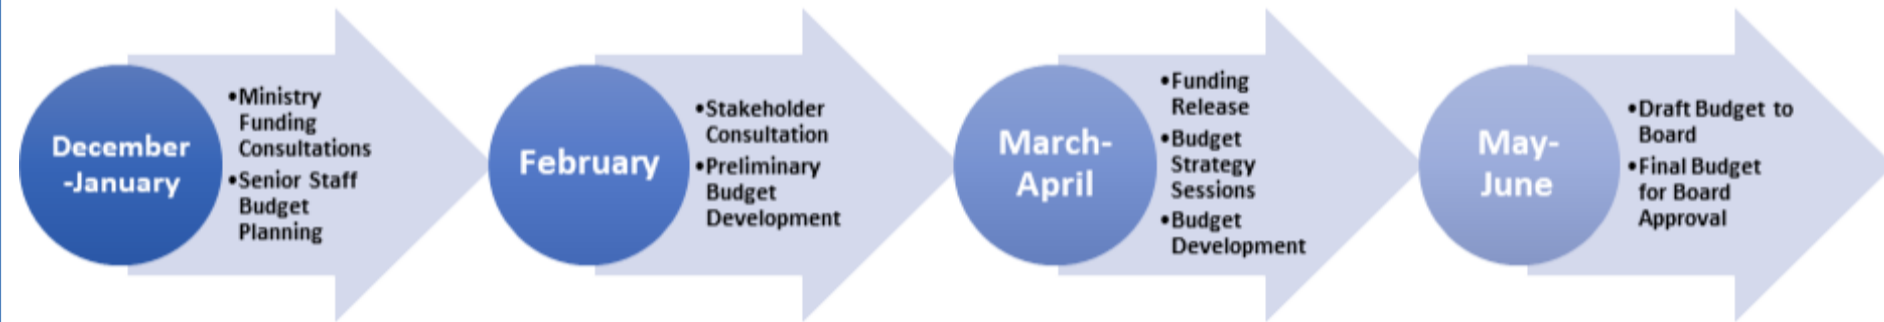 December
-January
•Ministry
Funding
Consultations
•Senior Staff
Budget
Planning
February
•Stakeholder
Consultation
•Preliminary
Budget
Development
March-
April
•Funding
Release
•Budget
Strategy
Sessions
•Budget
Development
May-
June
•Draft Budget to
Board
•Final Budget
for Board
Approval